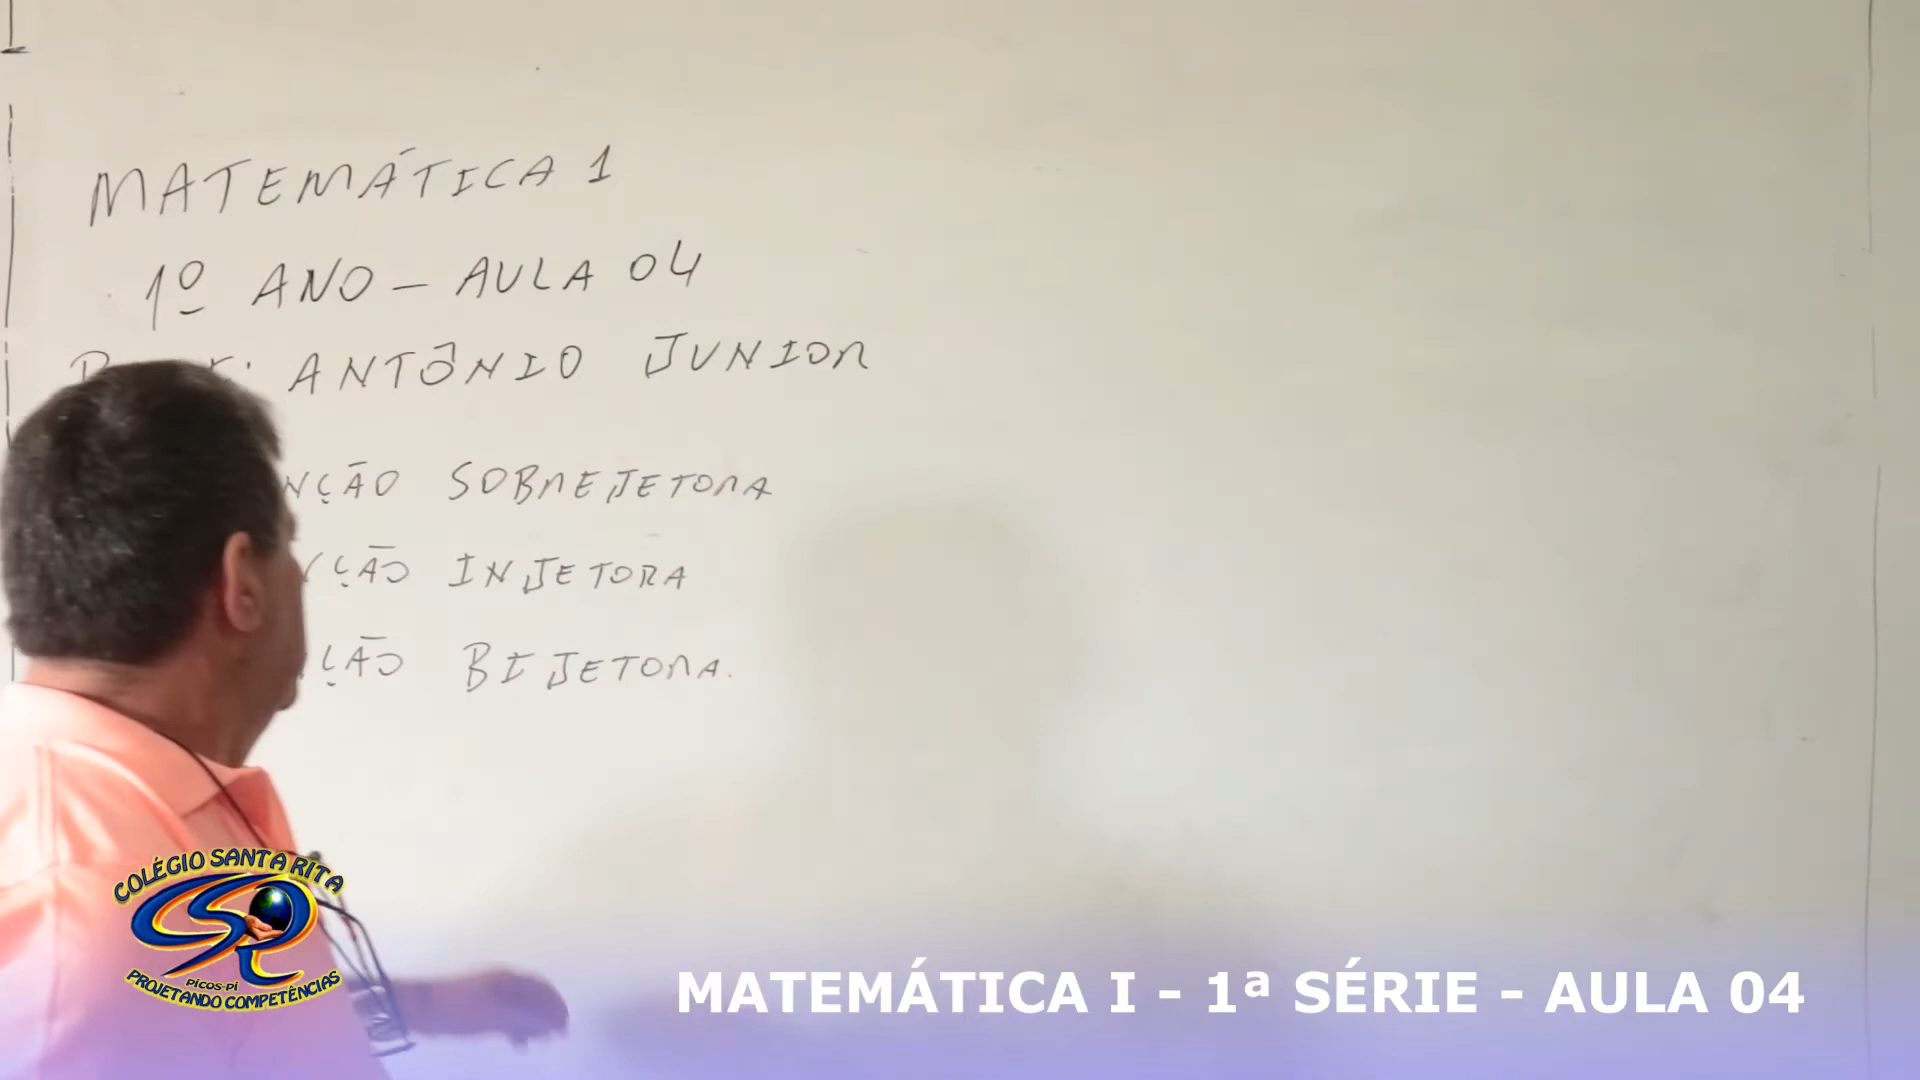 MATEMÁTICA 1
1º ANO - AULA 04
ANTÔNIO JUNIOR
SOBREJETORA
INJETORA
BIJETORA.
COLÉGIO SANTA RITA
PICOS-PI
PROJETANDO COMPETÊNCIAS
MATEMÁTICA I - 1ª SÉRIE - AULA 04